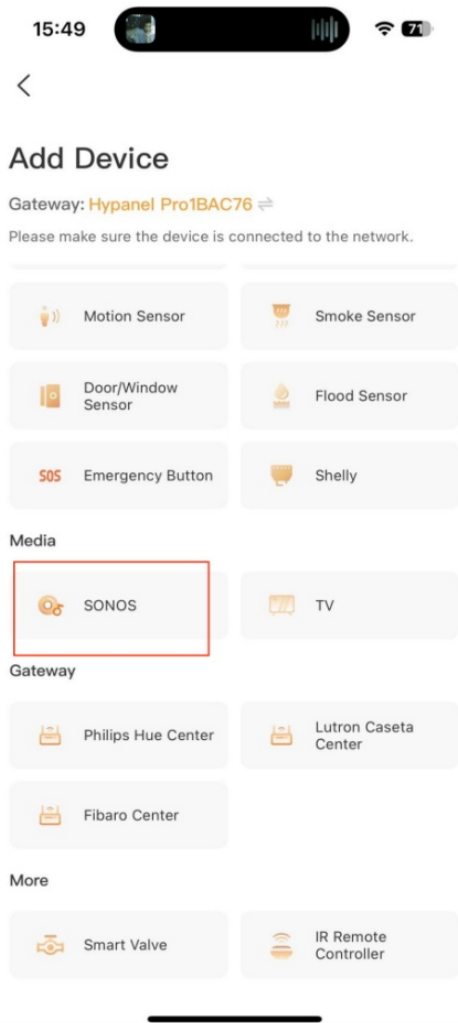 15:49
71
Add Device
Gateway: Hypanel Pro1BAC76
Please make sure the device is connected to the network.
Motion Sensor
Smoke Sensor
Door/Window
Sensor
Flood Sensor
SOS
Emergency Button
Shelly
Media
SONOS
TV
Gateway
Philips Hue Center
Lutron Caseta
Center
Fibaro Center
More
Smart Valve
IR Remote
Controller